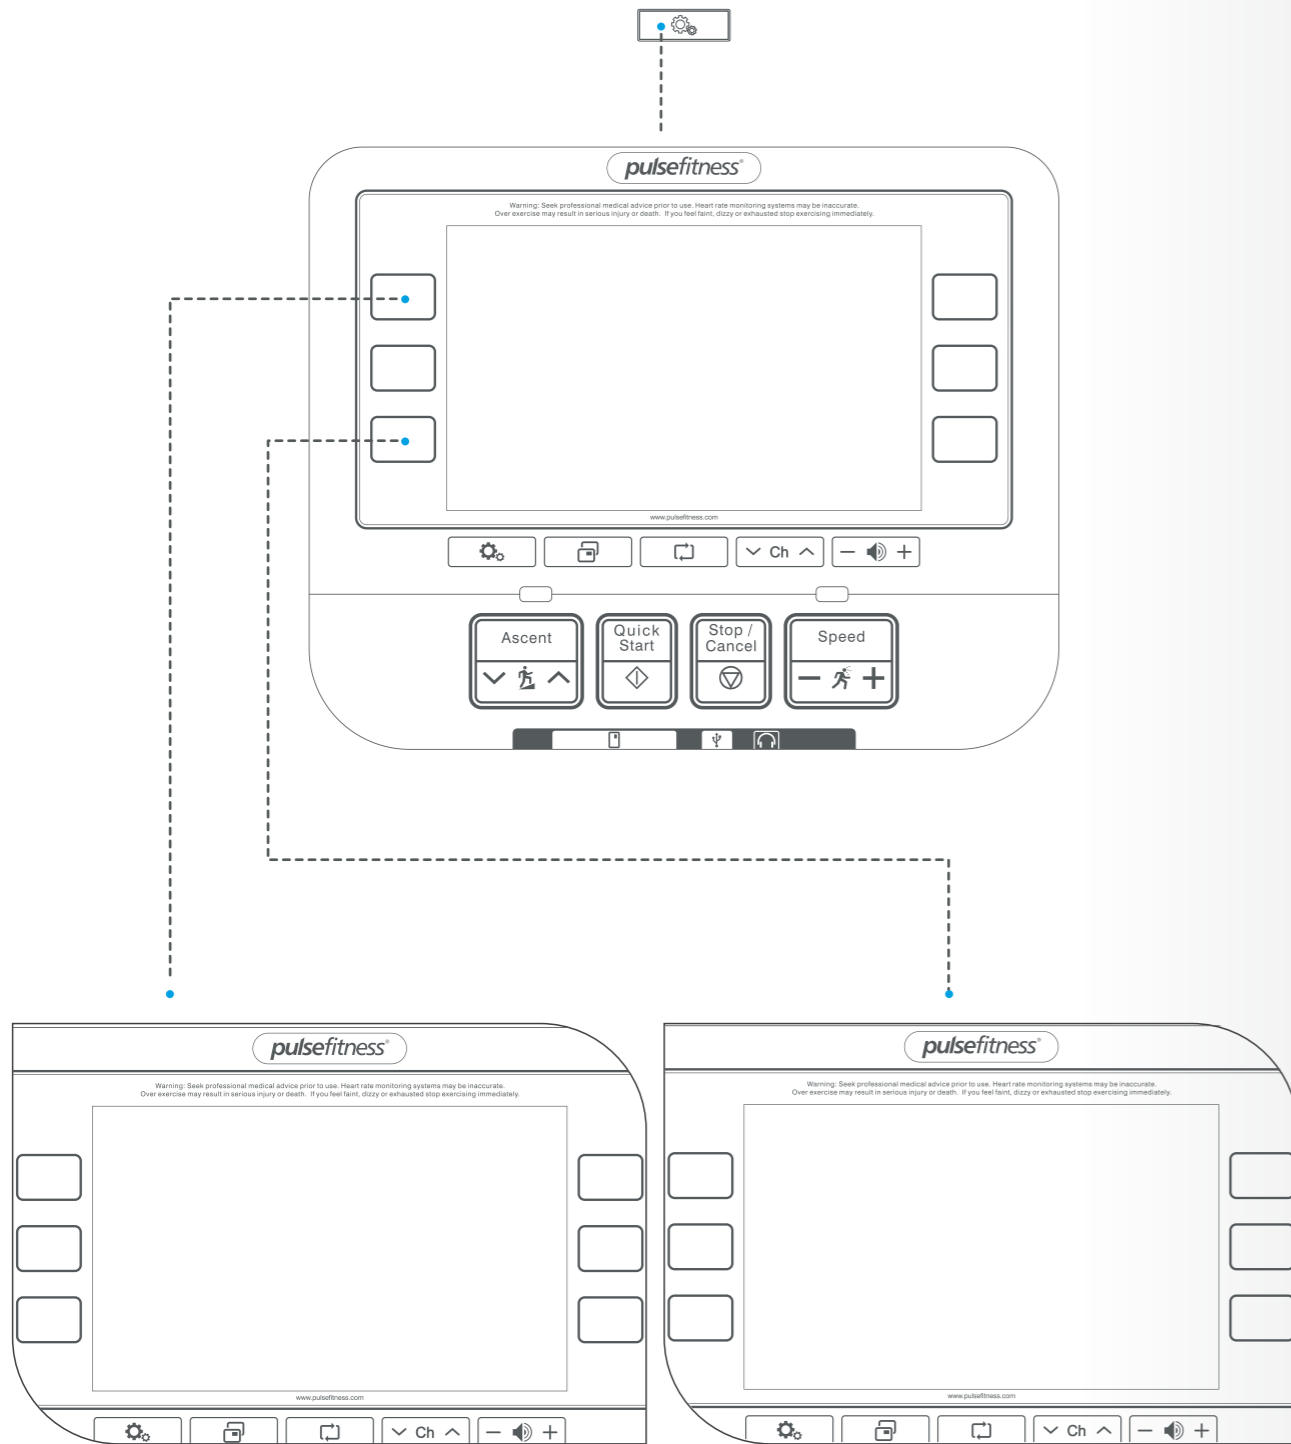 pulsefitness®
Warning: Seek professional medical advice prior to use. Heart rate monitoring systems may be inaccurate.
Over exercise may result in serious injury or death. If you feel faint, dizzy or exhausted stop exercising immediately.
www.pulsefitness.com
Ch
Ascent
Quick
Start
Stop /
Cancel
Speed
pulsefitness®
Warning: Seek professional medical advice prior to use. Heart rate monitoring systems may be inaccurate.
Over exercise may result in serious injury or death. If you feel faint, dizzy or exhausted stop exercising immediately.
www.pulsefitness.com
Ch
pulsefitness®
Warning: Seek professional medical advice prior to use. Heart rate monitoring systems may be inaccurate.
Over exercise may result in serious injury or death. If you feel faint, dizzy or exhausted stop exercising immediately.
www.pulsefitness.com
Ch